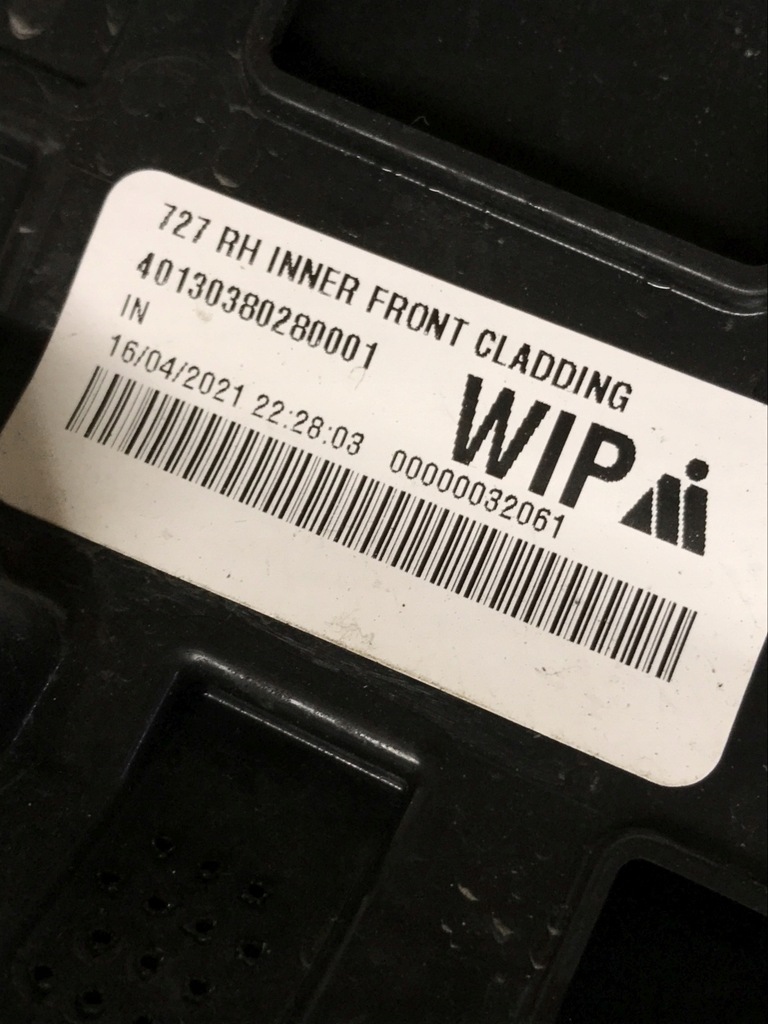 727 RH INNER FRONT CLADDING
40130380280001
IN
WIP
16/04/2021 22:28:03 00000032061